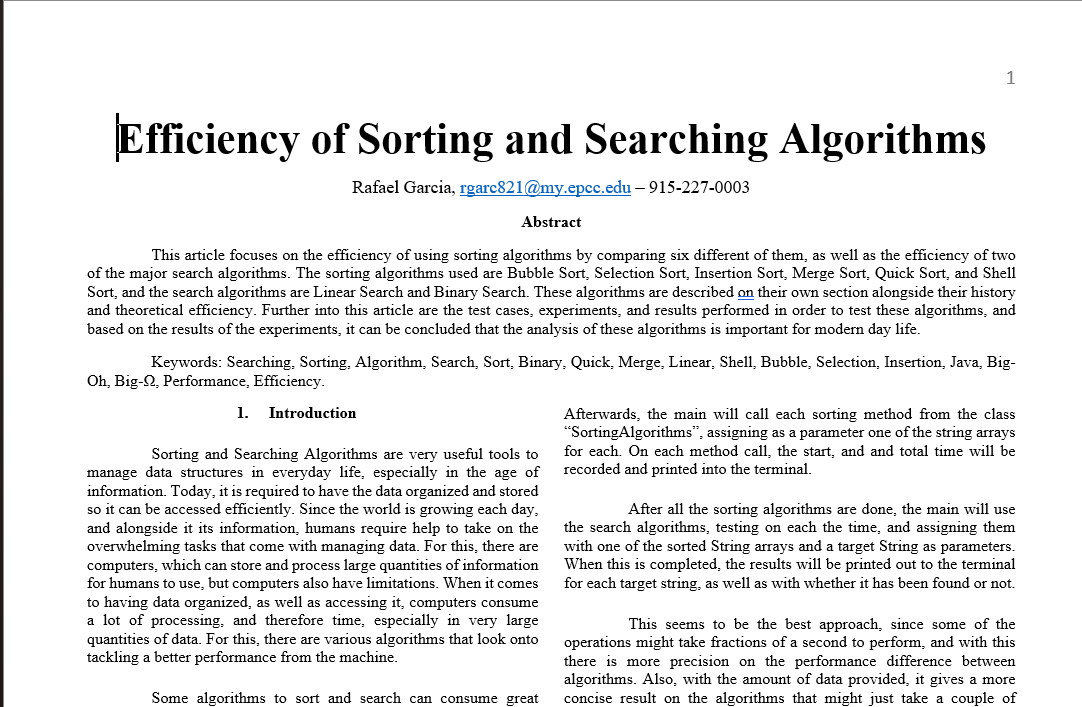 1
Efficiency of Sorting and Searching Algorithms
Rafael Garcia, rgarc821@my.epcc.edu – 915-227-0003
Abstract
This article focuses on the efficiency of using sorting algorithms by comparing six different of them, as well as the efficiency of two
of the major search algorithms. The sorting algorithms used are Bubble Sort, Selection Sort, Insertion Sort, Merge Sort, Quick Sort, and Shell
Sort, and the search algorithms are Linear Search and Binary Search. These algorithms are described on their own section alongside their history
and theoretical efficiency. Further into this article are the test cases, experiments, and results performed in order to test these algorithms, and
based on the results of the experiments, it can be concluded that the analysis of these algorithms is important for modern day life.
Keywords: Searching, Sorting, Algorithm, Search, Sort, Binary, Quick, Merge, Linear, Shell, Bubble, Selection, Insertion, Java, Big-
Oh, Big-Ω, Performance, Efficiency.
1. Introduction
Sorting and Searching Algorithms are very useful tools to
manage data structures in everyday life, especially in the age of
information. Today, it is required to have the data organized and stored
so it can be accessed efficiently. Since the world is growing each day,
and alongside it its information, humans require help to take on the
overwhelming tasks that come with managing data. For this, there are
computers, which can store and process large quantities of information
for humans to use, but computers also have limitations. When it comes
to having data organized, as well as accessing it, computers consume
a lot of processing, and therefore time, especially in very large
quantities of data. For this, there are various algorithms that look onto
tackling a better performance from the machine.
Some algorithms to sort and search can consume great
Afterwards, the main will call each sorting method from the class
“SortingAlgorithms”, assigning as a parameter one of the string arrays
for each. On each method call, the start, and and total time will be
recorded and printed into the terminal.
After all the sorting algorithms are done, the main will use
the search algorithms, testing on each the time, and assigning them
with one of the sorted String arrays and a target String as parameters.
When this is completed, the results will be printed out to the terminal
for each target string, as well as with whether it has been found or not.
This seems to be the best approach, since some of the
operations might take fractions of a second to perform, and with this
there is more precision on the performance difference between
algorithms. Also, with the amount of data provided, it gives a more
concise result on the algorithms that might just take a couple of